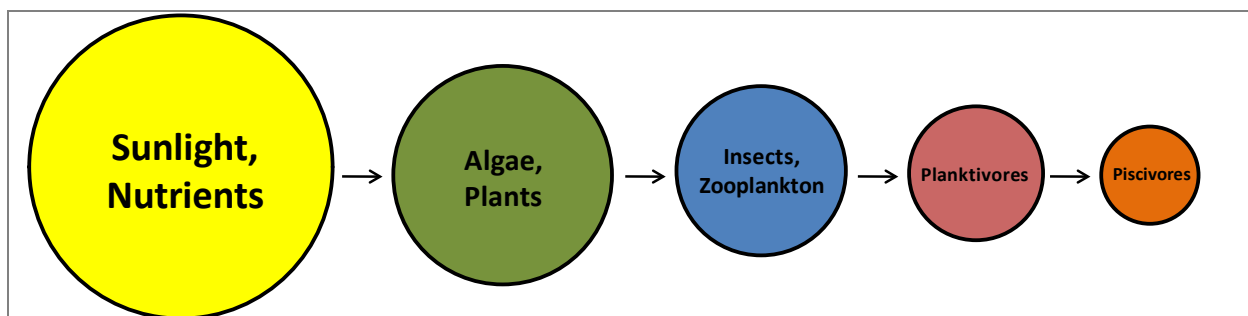 Sunlight,
Nutrients
Algae,
Plants
Insects,
Zooplankton
Planktivores
Piscivores